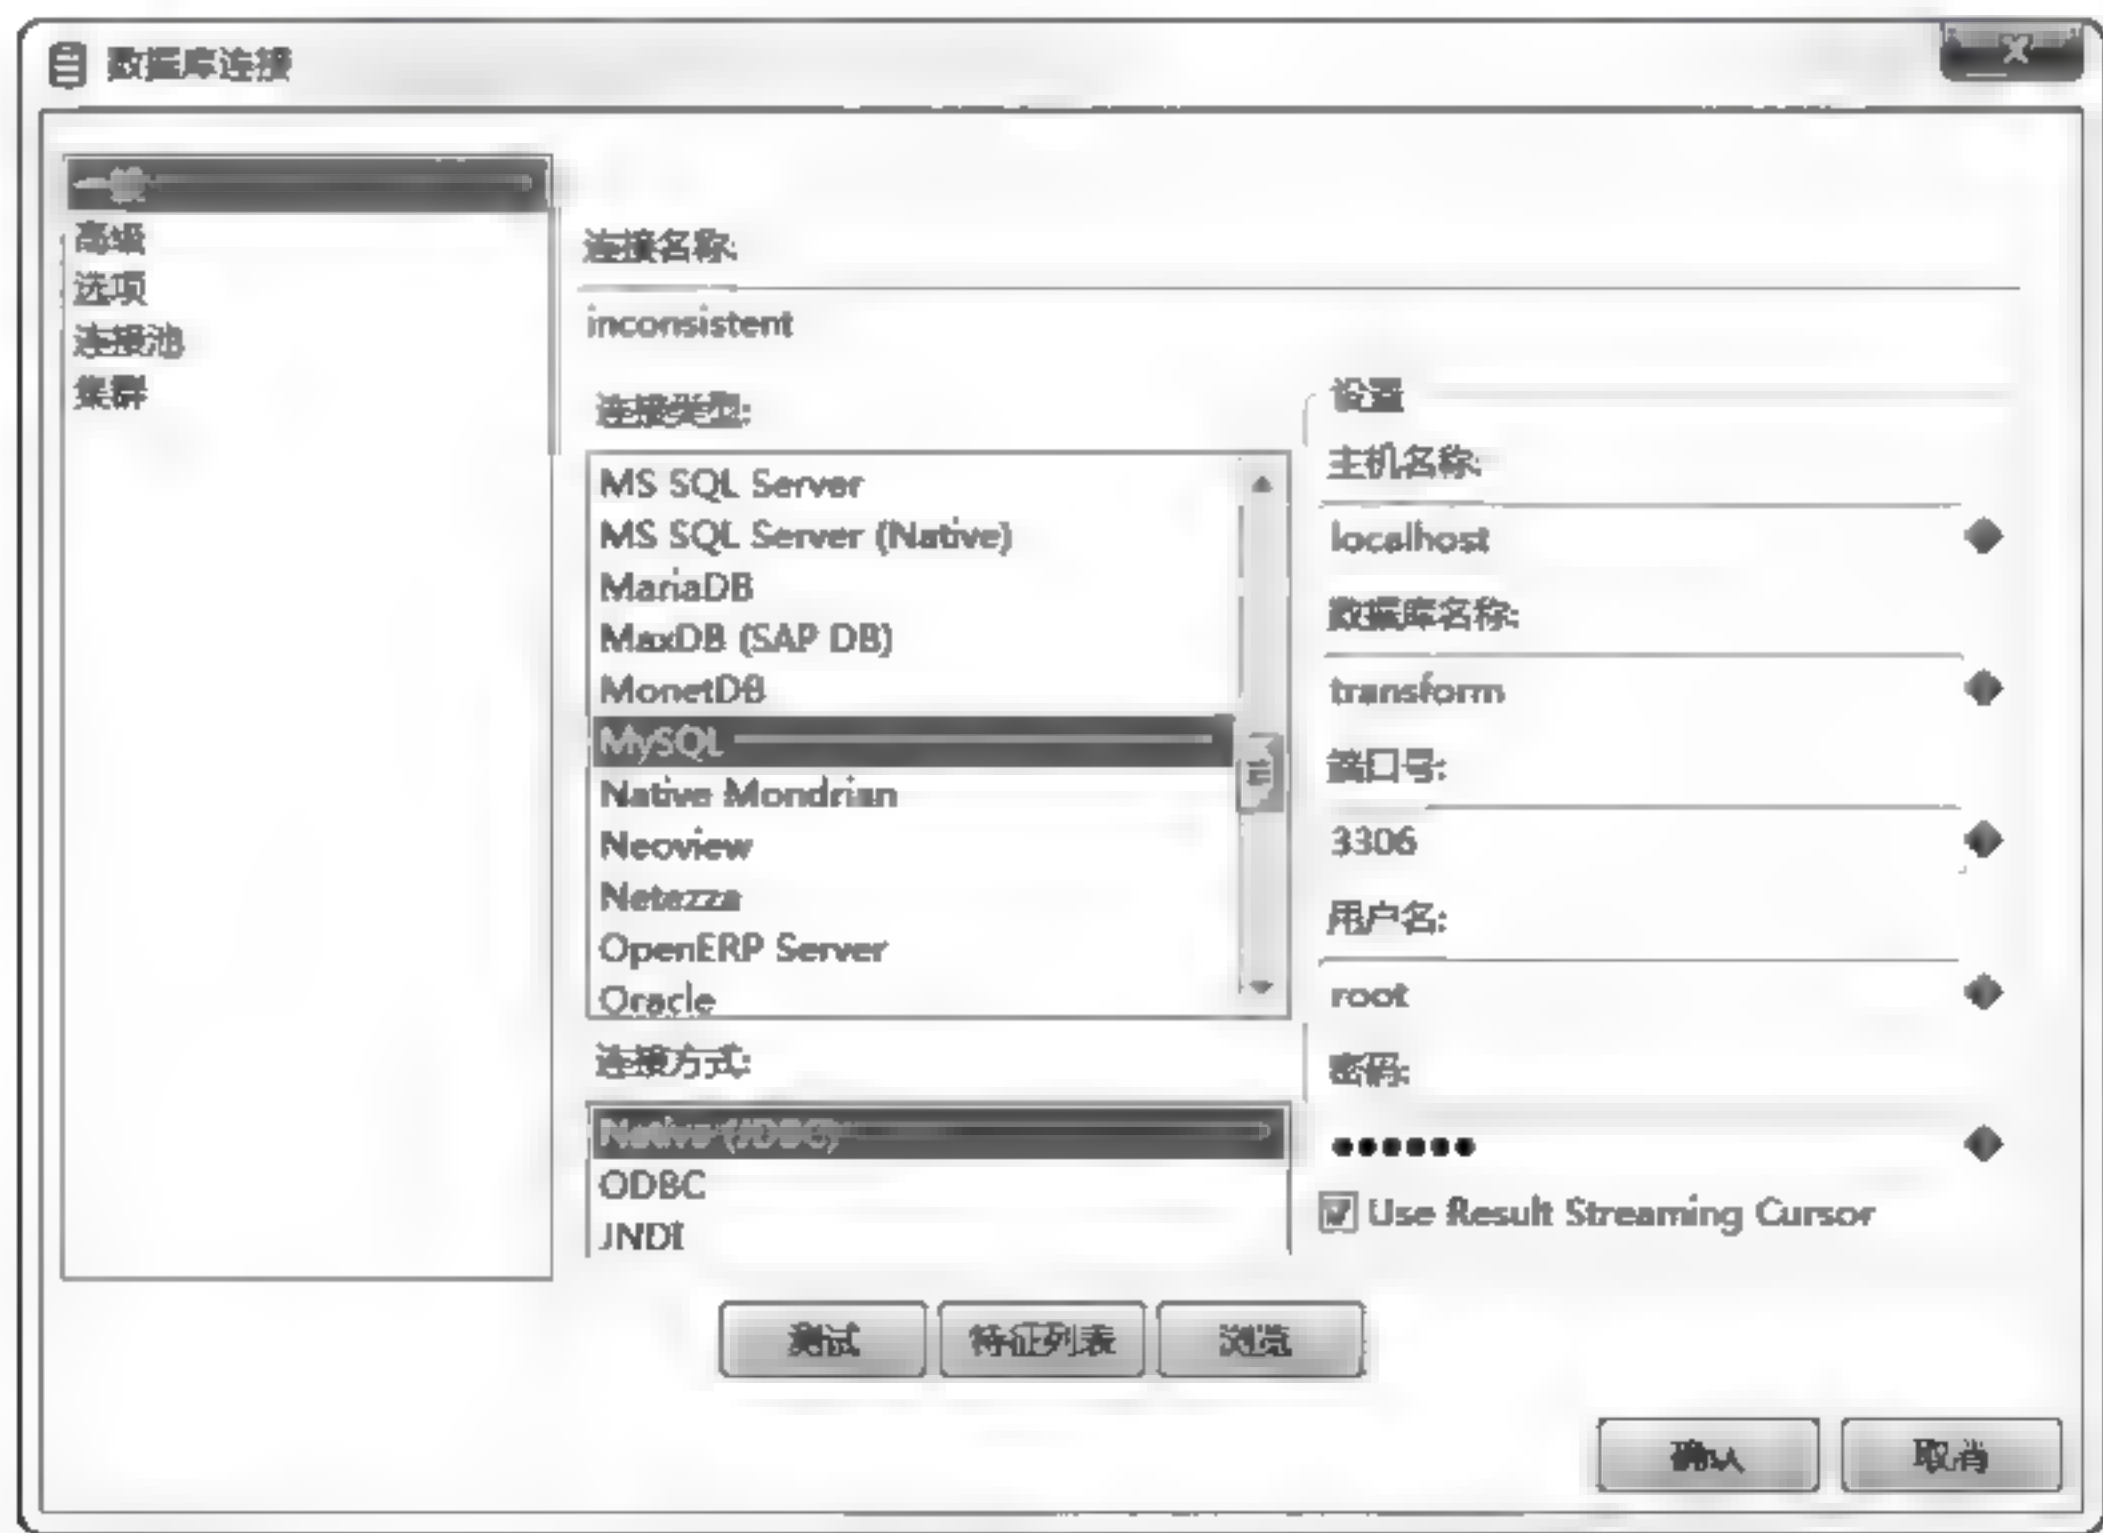 数据库连接
一般
高级
选项
连接池
集群
连接名称:
inconsistent
连接类型:
MS SQL Server
MS SQL Server (Native)
MariaDB
MaxDB (SAP DB)
MonetDB
MySQL
Native Mondrian
Neoview
Netezza
OpenERP Server
Oracle
连接方式:
Native (JDBC)
ODBC
JNDI
设置
主机名称:
localhost
数据库名称:
transform
端口号:
3306
用户名:
root
密码:
●●●●●●
Use Result Streaming Cursor
测试 特征列表 浏览
确认 取消